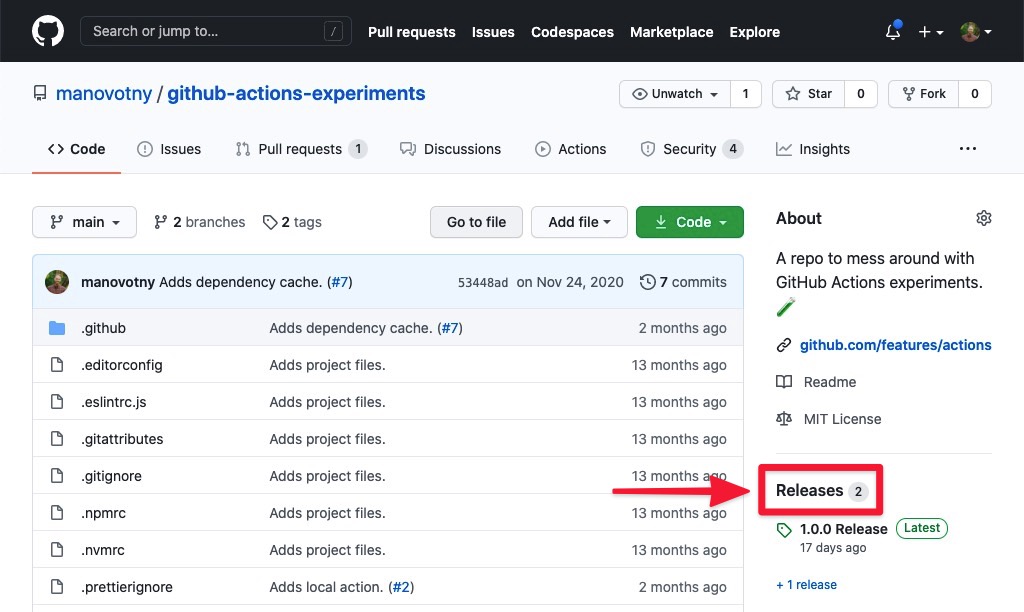 Search or jump to… /
Pull requests Issues Codespaces Marketplace Explore
manovotny / github-actions-experiments
Unwatch 1 Star 0 Fork 0
Code Issues Pull requests 1 Discussions Actions Security 4 Insights
main 2 branches 2 tags Go to file Add file Code
manovotny Adds dependency cache. (#7) 53448ad on Nov 24, 2020 7 commits
.github Adds dependency cache. (#7) 2 months ago
.editorconfig Adds project files. 13 months ago
.eslintrc.js Adds project files. 13 months ago
.gitattributes Adds project files. 13 months ago
.gitignore Adds project files. 13 months ago
.npmrc Adds project files. 13 months ago
.nvmrc Adds project files. 13 months ago
.prettierignore Adds local action. (#2) 2 months ago
About
A repo to mess around with
GitHub Actions experiments.
github.com/features/actions
Readme
MIT License
Releases 2
1.0.0 Release Latest
17 days ago
+ 1 release